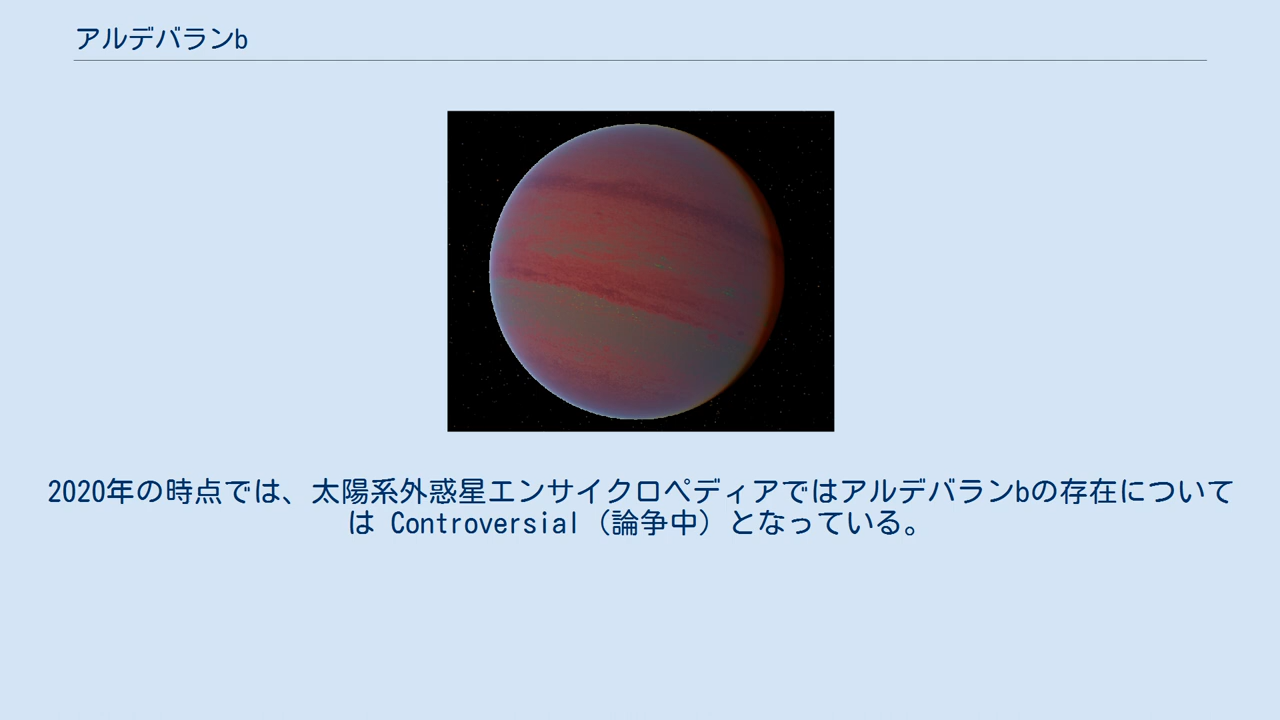 アルデバランb
2020年の時点では、太陽系外惑星エンサイクロペディアではアルデバランbの存在について
は Controversial（論争中）となっている。